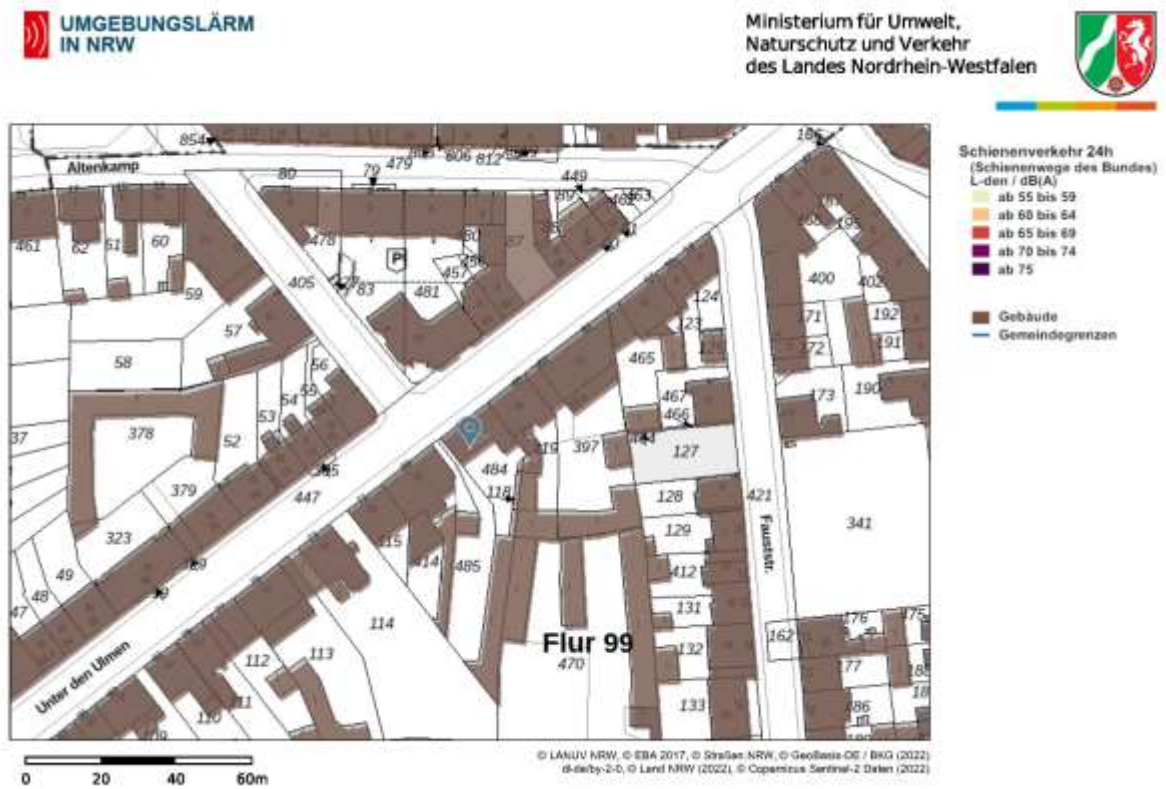 UMGEBUNGSLÄRM
IN NRW
Ministerium für Umwelt,
Naturschutz und Verkehr
des Landes Nordrhein-Westfalen
Schienenverkehr 24h
(Schienenwege des Bundes)
L-den / dB(A)
ab 55 bis 59
ab 60 bis 64
ab 65 bis 69
ab 70 bis 74
ab 75
Gebäude
Gemeindegrenzen
854
Altenkamp
80
79
479
806
812
449
461
62
60
59
405
478
83
P
481
457
87
57
58
56
54
53
52
378
379
37
323
49
48
47
447
484
118
397
465
467
466
124
123
127
128
129
412
131
132
133
421
Fauststr.
341
400
402
192
191
171
173
190
162
176
175
177
186
485
114
113
112
110
470
Flur 99
Unter den Ulmen
0 20 40 60m
© LANUV NRW, © EBA 2017, © Straßen NRW, © GeoBasis-DE / BKG (2022)
dl-de/by-2-0, © Land NRW (2022), © Copernicus Sentinel-2 Daten (2022)